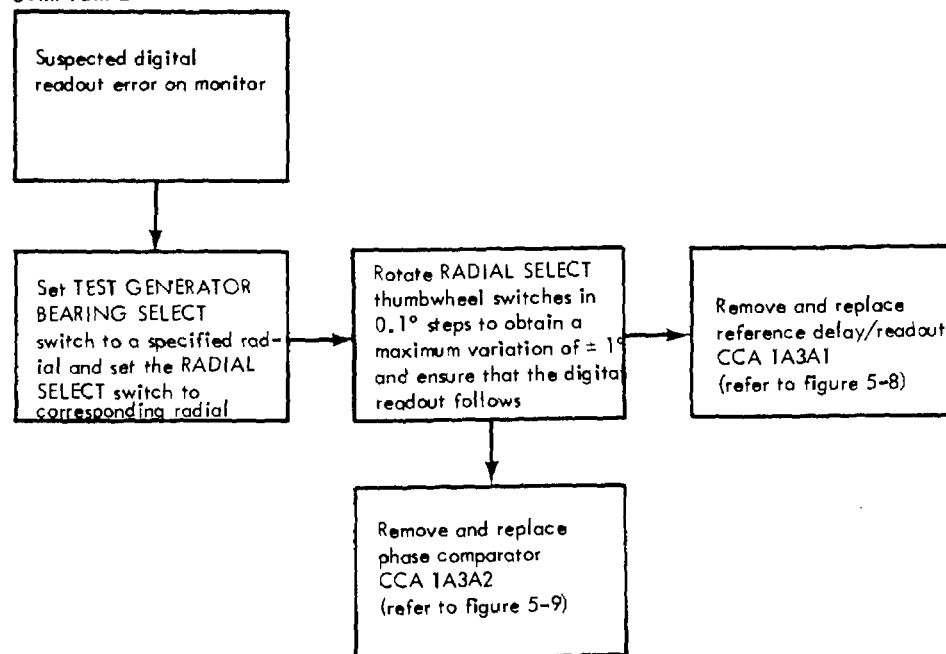 Suspected digital
readout error on monitor
Set TEST GENERATOR
BEARING SELECT
switch to a specified rad-
ial and set the RADIAL
SELECT switch to
corresponding radial
Rotate RADIAL SELECT
thumbwheel switches in
0.1° steps to obtain a
maximum variation of ± 1°
and ensure that the digital
readout follows
Remove and replace
reference delay/readout
CCA 1A3A1
(refer to figure 5-8)
Remove and replace
phase comparator
CCA 1A3A2
(refer to figure 5-9)